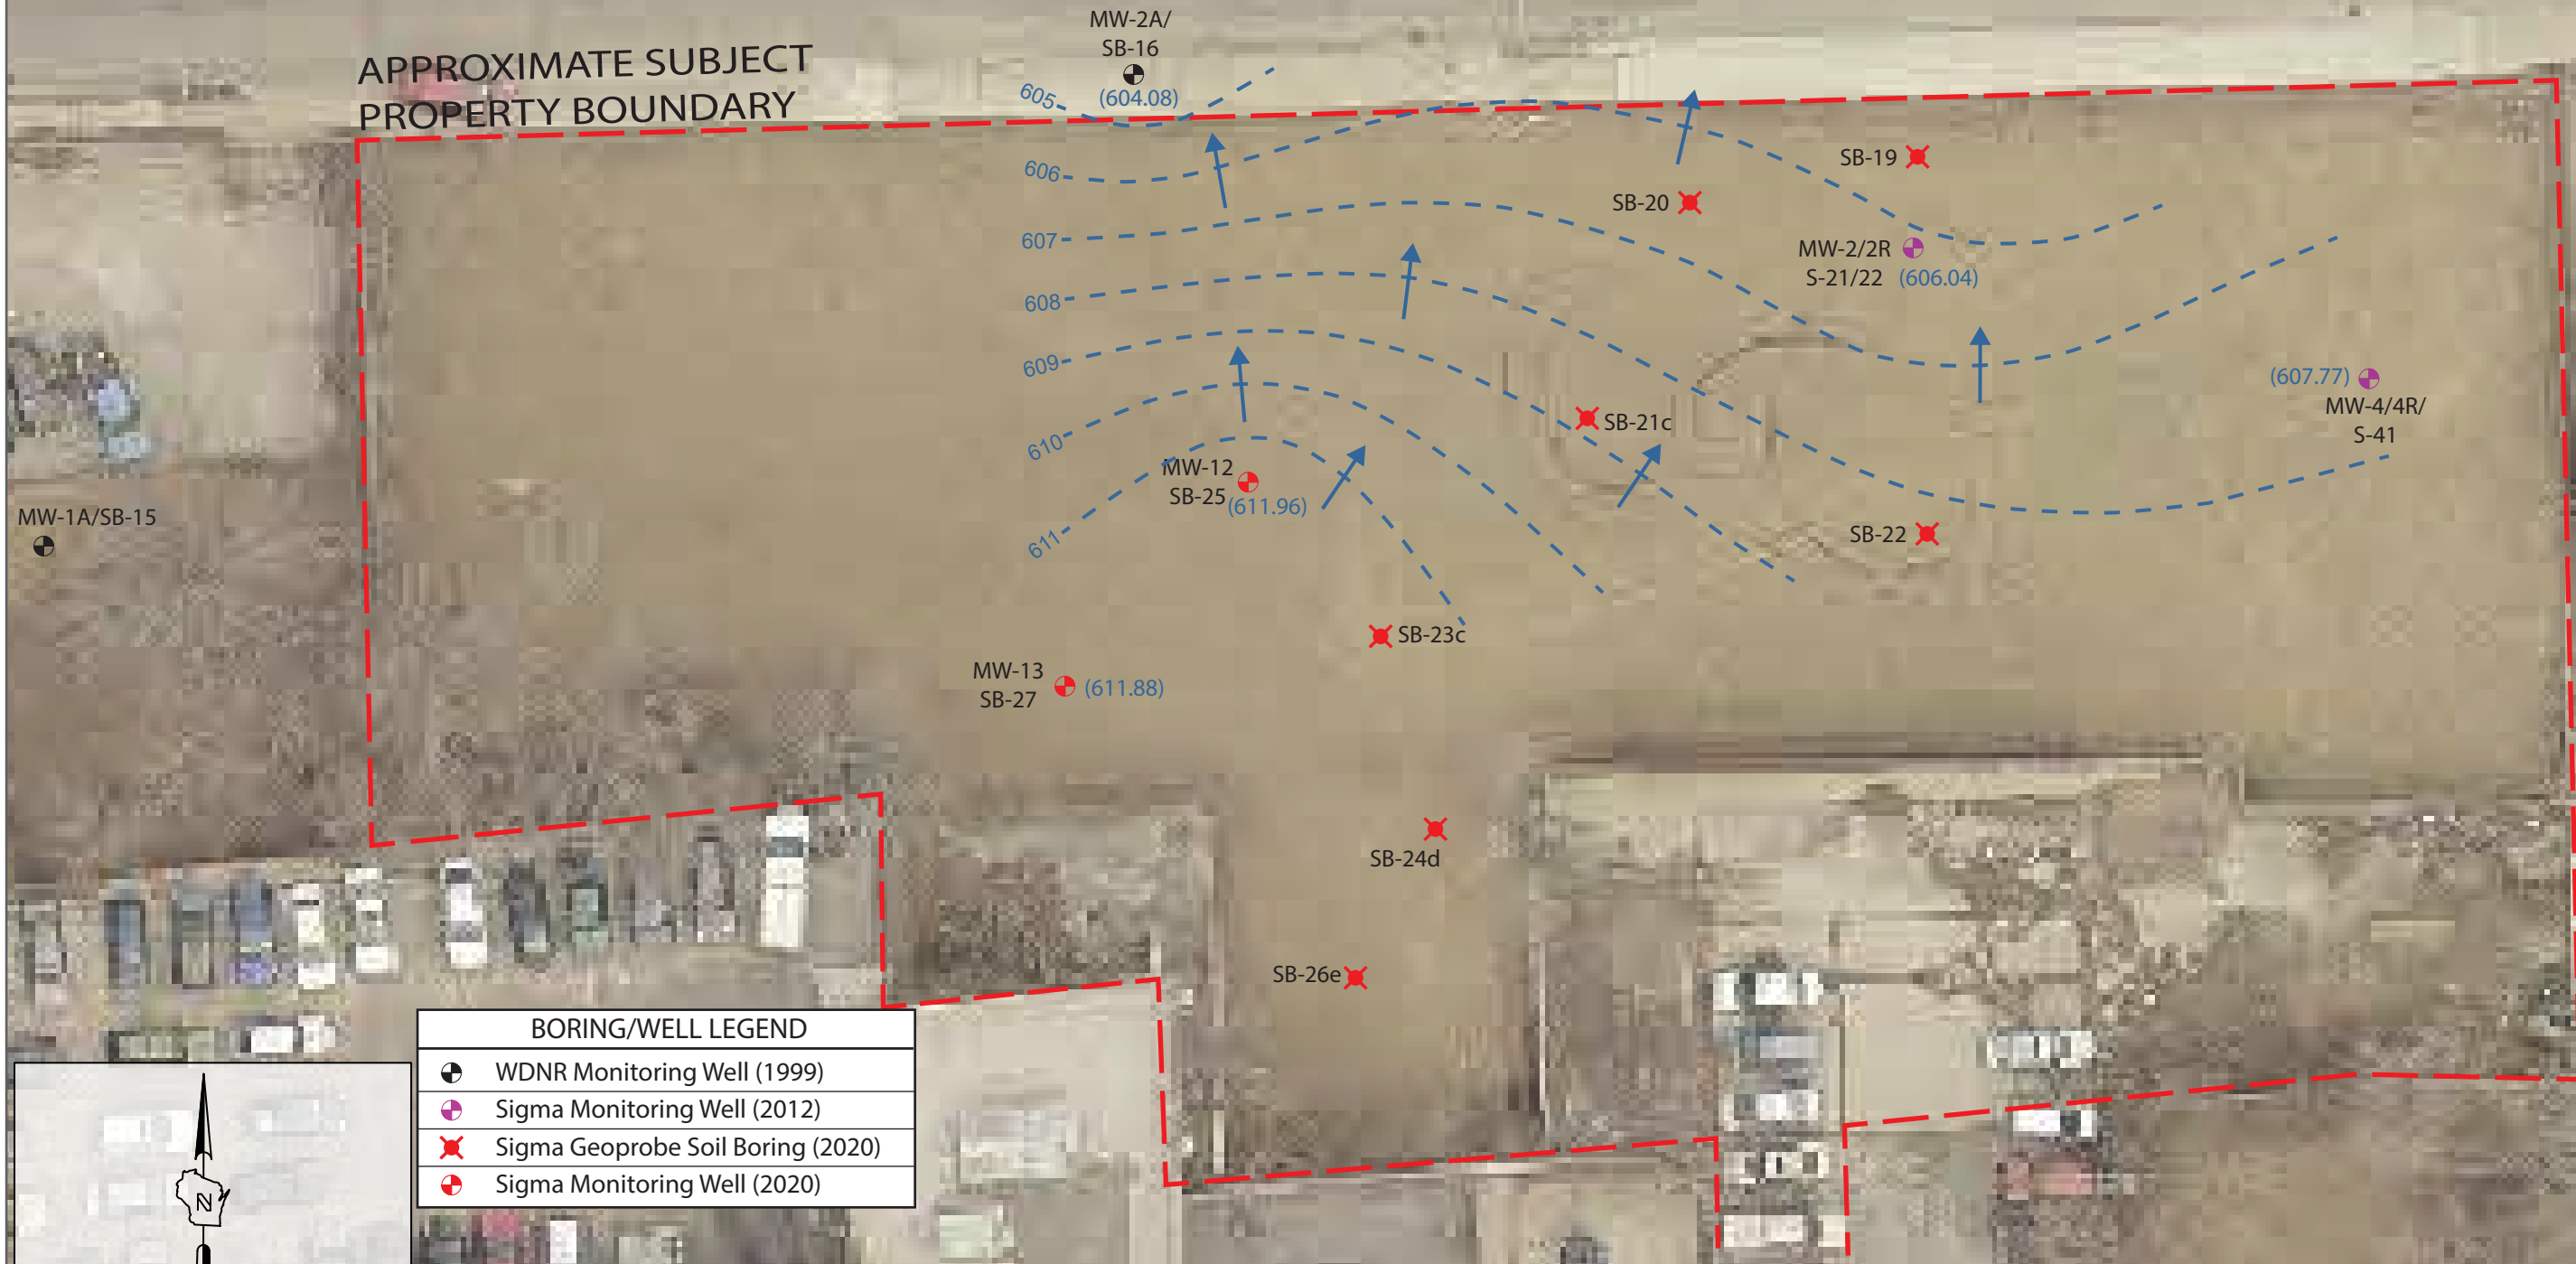 MW-2A/
SB-16
(604.08)
APPROXIMATE SUBJECT
PROPERTY BOUNDARY
605
606
607
608
609
610
611
SB-19
SB-20
MW-2/2R
S-21/22 (606.04)
(607.77)
MW-4/4R/
S-41
SB-21c
MW-12
SB-25
(611.96)
MW-1A/SB-15
SB-22
SB-23c
MW-13
SB-27
(611.88)
SB-24d
SB-26e
BORING/WELL LEGEND
WDNR Monitoring Well (1999)
Sigma Monitoring Well (2012)
Sigma Geoprobe Soil Boring (2020)
Sigma Monitoring Well (2020)
N